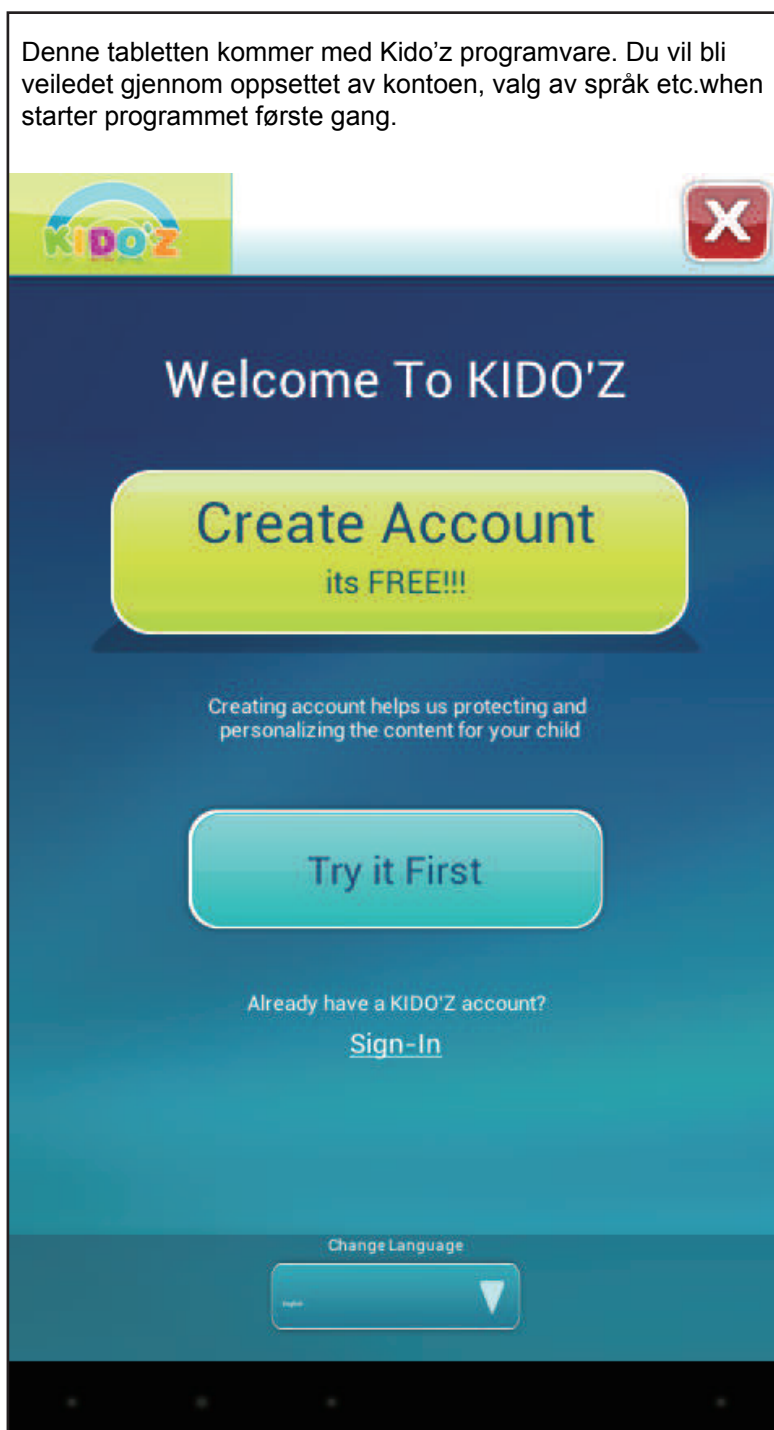 Denne tabletten kommer med Kido’z programvare. Du vil bli
veiledet gjennom oppsettet av kontoen, valg av språk etc.when
starter programmet første gang.
KIDO'Z
X
Welcome To KIDO'Z
Create Account
its FREE!!!
Creating account helps us protecting and
personalizing the content for your child
Try it First
Already have a KIDO'Z account?
Sign-In
Change Language
English